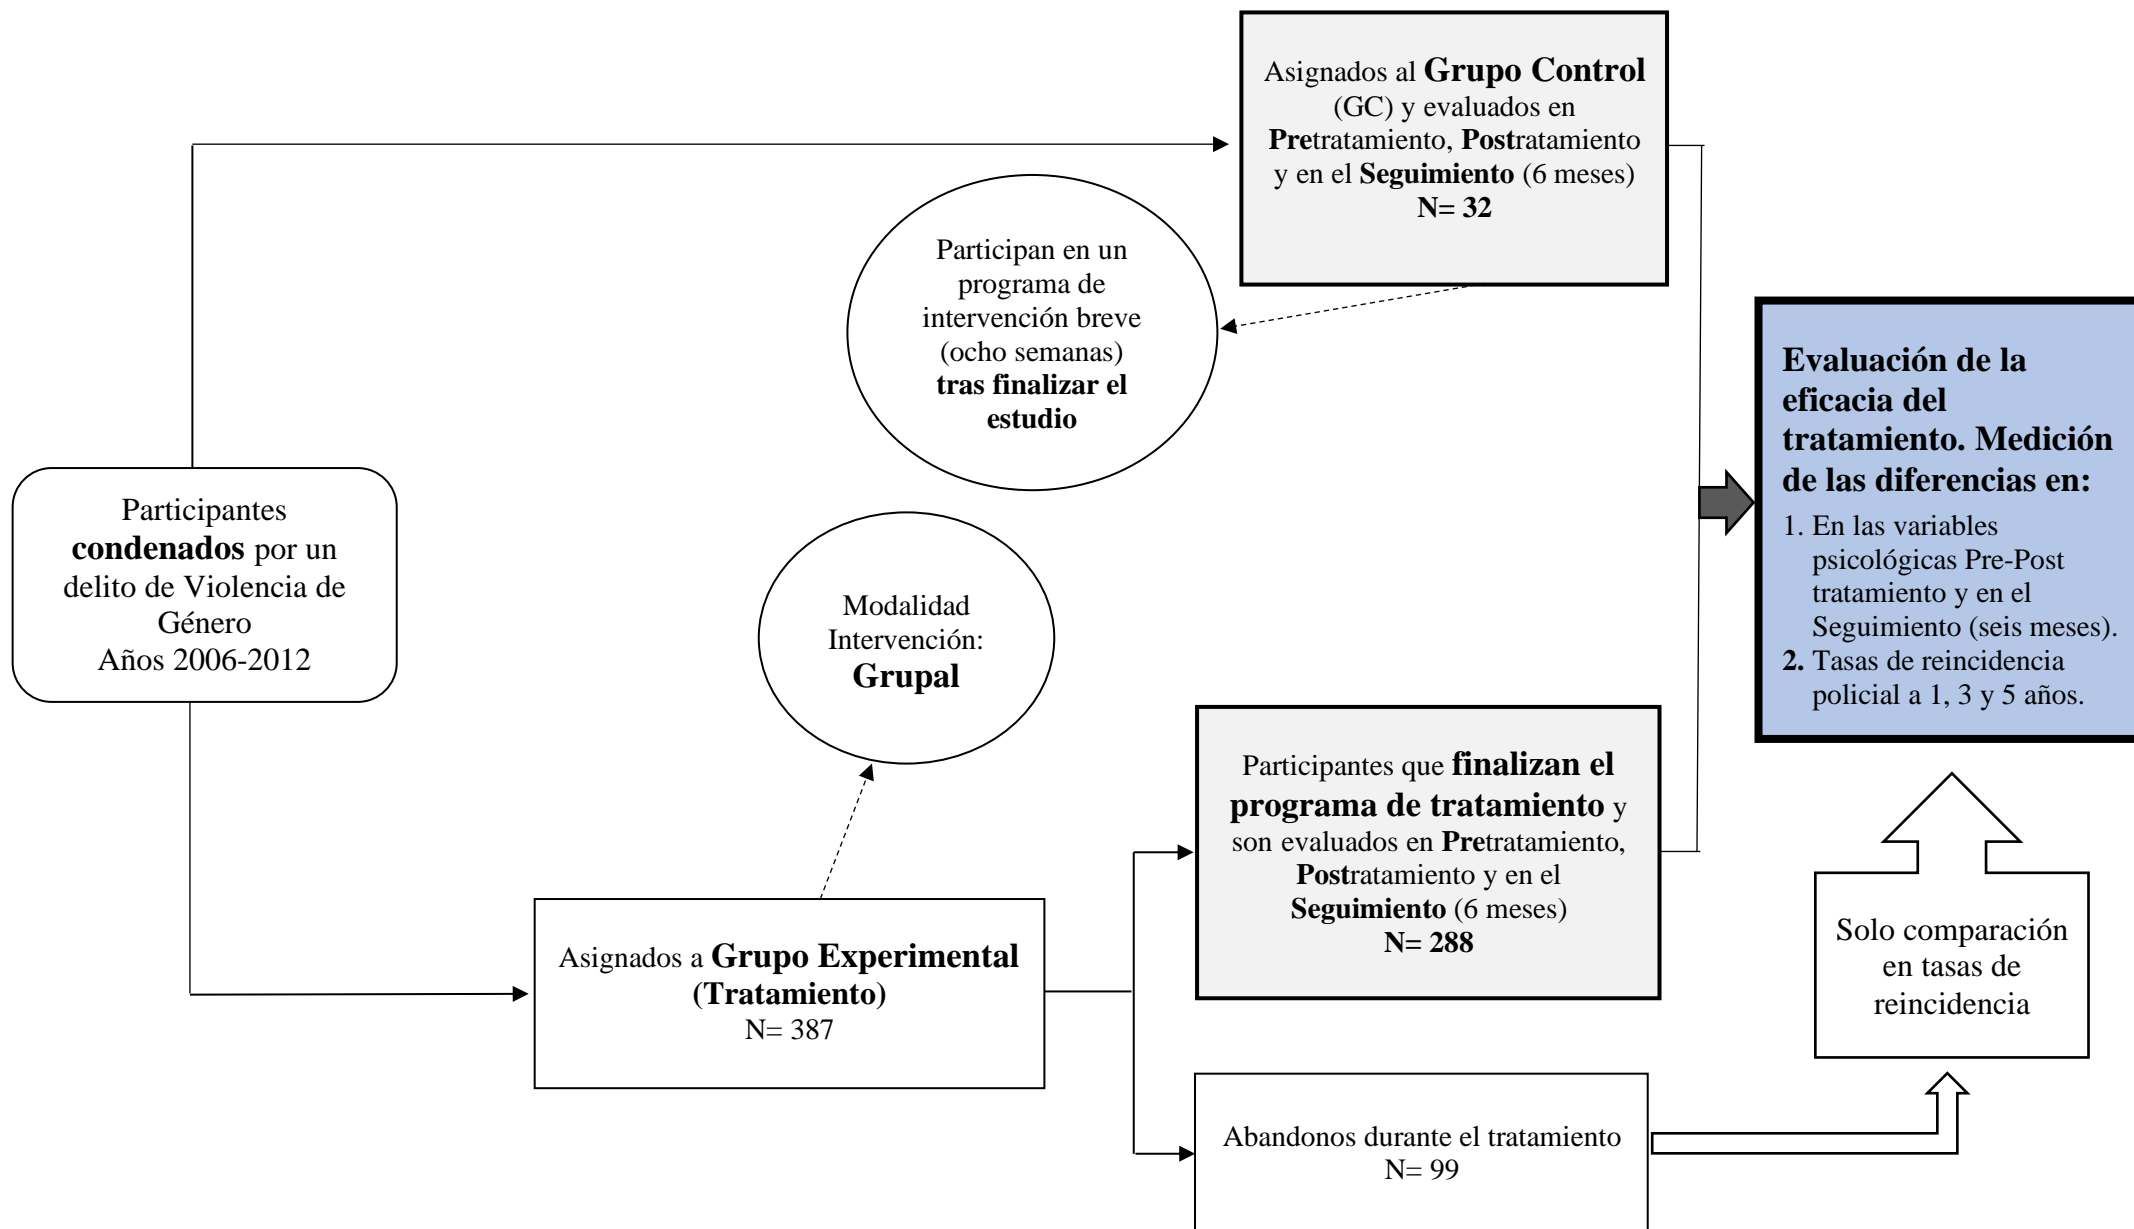 Asignados al Grupo Control
(GC) y evaluados en
Pretratamiento, Postratamiento
y en el Seguimiento (6 meses)
N= 32
Participan en un
programa de
intervención breve
(ocho semanas)
tras finalizar el
estudio
Participantes
condenados por un
delito de Violencia de
Género
Años 2006-2012
Modalidad
Intervención:
Grupal
Asignados a Grupo Experimental
(Tratamiento)
N= 387
Participantes que finalizan el
programa de tratamiento y
son evaluados en Pretratamiento,
Postratamiento y en el
Seguimiento (6 meses)
N= 288
Abandonos durante el tratamiento
N= 99
Evaluación de la
eficacia del
tratamiento. Medición
de las diferencias en:
1. En las variables
psicológicas Pre-Post
tratamiento y en el
Seguimiento (seis meses).
2. Tasas de reincidencia
policial a 1, 3 y 5 años.
Solo comparación
en tasas de
reincidencia